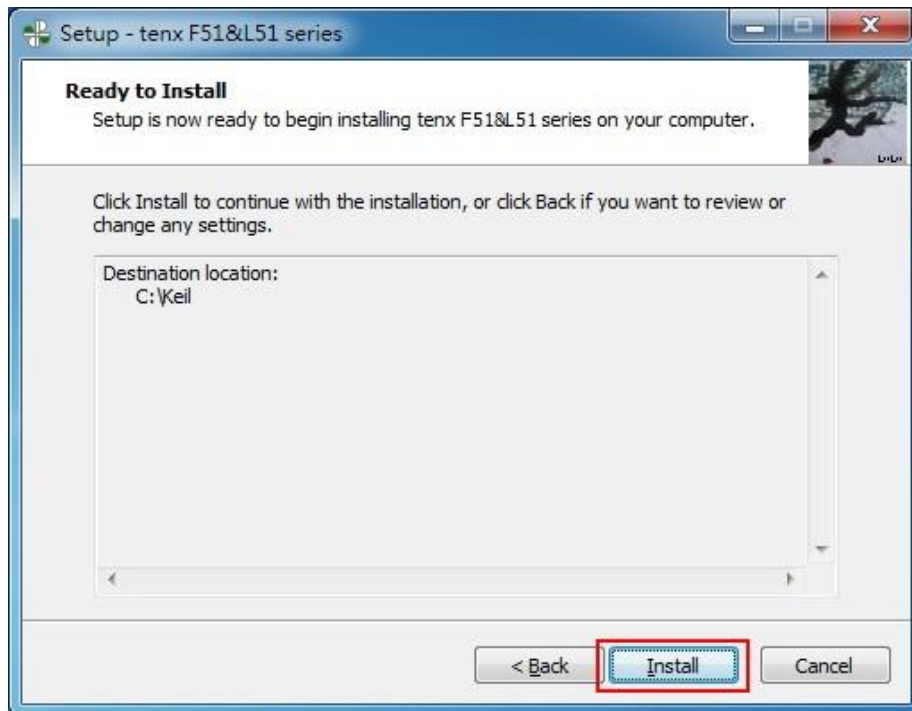 Setup - tenx F51&L51 series
Ready to Install
Setup is now ready to begin installing tenx F51&L51 series on your computer.
Click Install to continue with the installation, or click Back if you want to review or
change any settings.
Destination location:
C:\Keil
< Back
Install
Cancel